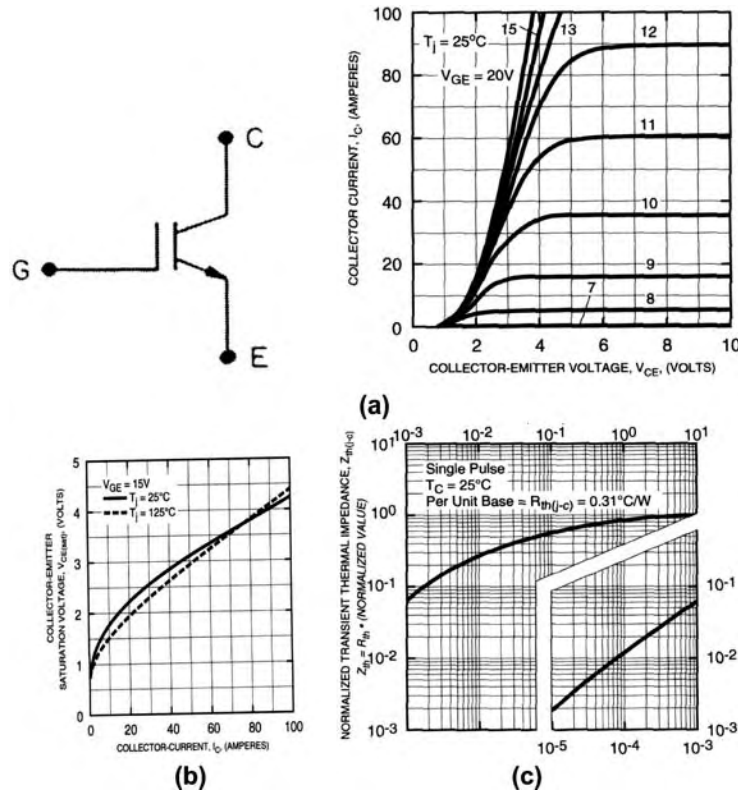 C
G
E
COLLECTOR CURRENT, I_C, (AMPERES)
100
80
60
40
20
0
T_j = 25°C
V_GE = 20V
15
13
12
11
10
9
7
8
0 2 4 6 8 10
COLLECTOR-EMITTER VOLTAGE, V_CE, (VOLTS)
(a)
COLLECTOR-EMITTER
SATURATION VOLTAGE, V_CE(sat), (VOLTS)
5
4
3
2
1
0
V_GE = 15V
T_j = 25°C
T_j = 125°C
0 20 40 60 80 100
COLLECTOR-CURRENT, I_C, (AMPERES)
(b)
NORMALIZED TRANSIENT THERMAL IMPEDANCE, Z_th(j-c)
Z_th = R_th • (NORMALIZED VALUE)
10^-3 10^-2 10^-1 10^0 10^1
10^1
10^0
10^-1
10^-2
10^-3
Single Pulse
T_C = 25°C
Per Unit Base = R_th(j-c) = 0.31°C/W
10^-1
10^-2
10^-3
10^-5 10^-4 10^-3
(c)